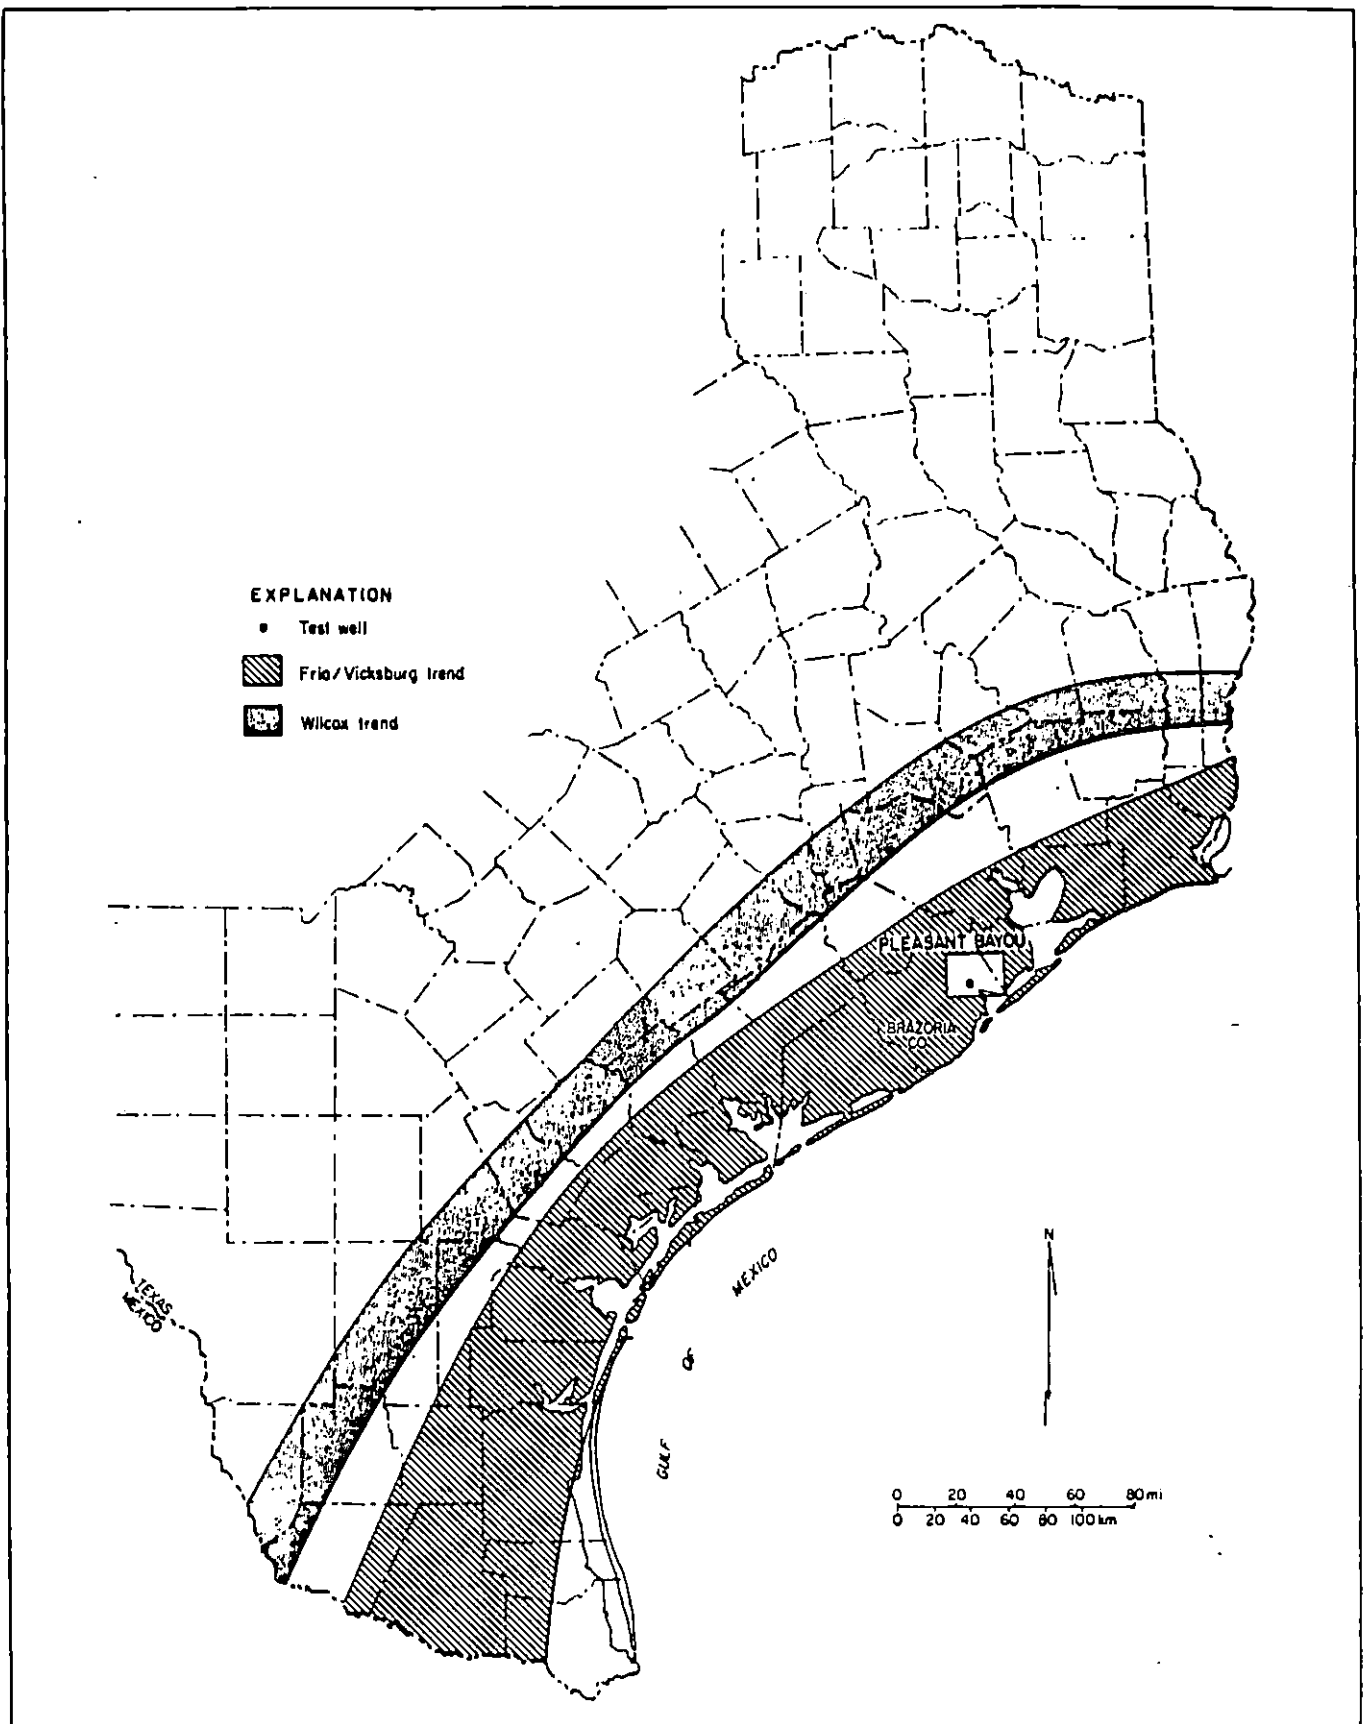 EXPLANATION
Test well
Frio/Vicksburg trend
Wilcox trend
PLEASANT BAYOU
BRAZORIA
CO.
TEXAS
MEXICO
GULF
OF
MEXICO
N
0 20 40 60 80 mi
0 20 40 60 80 100 km